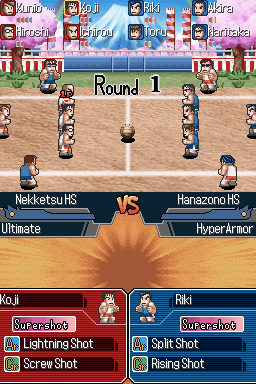 Kunio Koji Riki Akira
Hiroshi Ichirou Toru Naritaka
Round 1
Nekketsu HS VS Hanazono HS
Ultimate HyperArmor
Koji Riki
Supershot Supershot
A Lightning Shot A Split Shot
Screw Shot Rising Shot